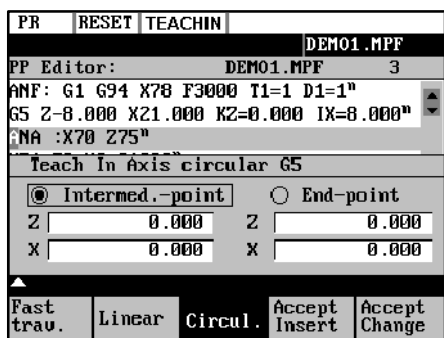 PR RESET TEACHIN
DEMO1.MPF
PP Editor: DEMO1.MPF 3
ANF: G1 G94 X78 F3000 T1=1 D1=1"
G5 Z-8.000 X21.000 KZ=0.000 IX=8.000"
ANA :X70 Z75"
Teach In Axis circular G5
Intermed.-point End-point
Z 0.000 Z 0.000
X 0.000 X 0.000
Fast trav. Linear Circul. Accept Insert Accept Change